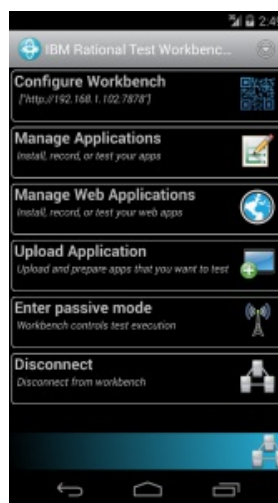 2:49
IBM Rational Test Workbenc...
Configure Workbench
["http://192.168.1.102:7878"]
Manage Applications
Install, record, or test your apps
Manage Web Applications
Install, record, or test your web apps
Upload Application
Upload and prepare apps that you want to test
Enter passive mode
Workbench controls test execution
Disconnect
Disconnect from workbench